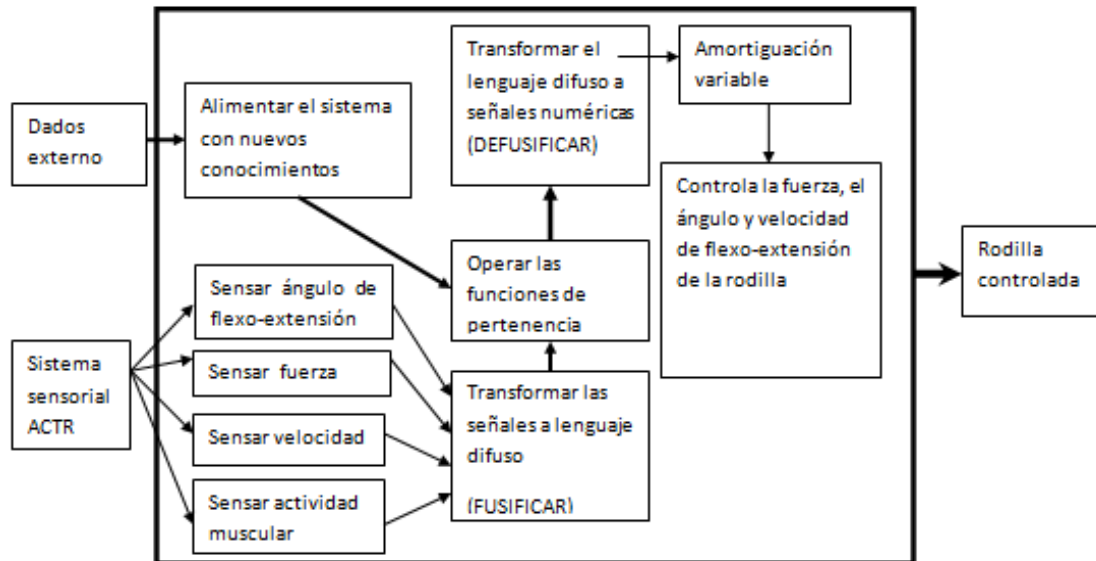 Dados
externo
Alimentar el sistema
con nuevos
conocimientos
Transformar el
lenguaje difuso a
señales numéricas
(DEFUSIFICAR)
Amortiguación
variable
Controla la fuerza, el
ángulo y velocidad
de flexo-extensión
de la rodilla
Rodilla
controlada
Operar las
funciones de
pertenencia
Sistema
sensorial
ACTR
Sensar ángulo de
flexo-extensión
Sensar fuerza
Sensar velocidad
Sensar actividad
muscular
Transformar las
señales a lenguaje
difuso
(FUSIFICAR)